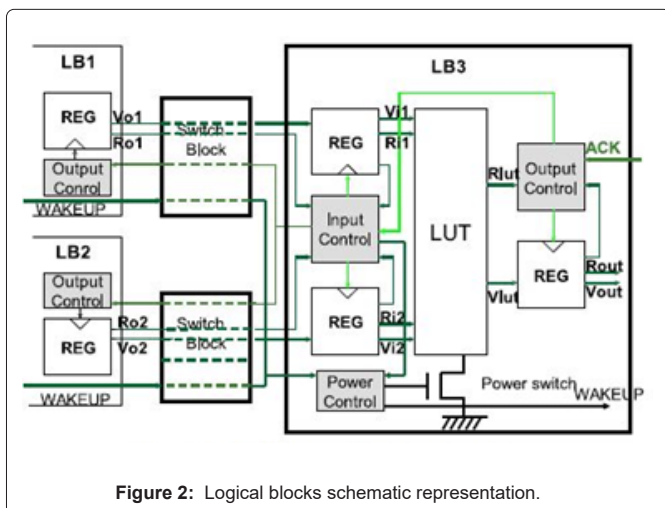 LB1
REG
Vo1
Ro1
Output
Conrol
WAKEUP
Switch
Block
LB2
Output
Control
REG
Ro2
Vo2
WAKEUP
Switch
Block
LB3
REG
Vi1
Ri1
Input
Control
REG
Ri2
Vi2
LUT
Rlut
Vlut
Output
Control
ACK
REG
Rout
Vout
Power
Control
Power switch
WAKEUP
Figure 2: Logical blocks schematic representation.